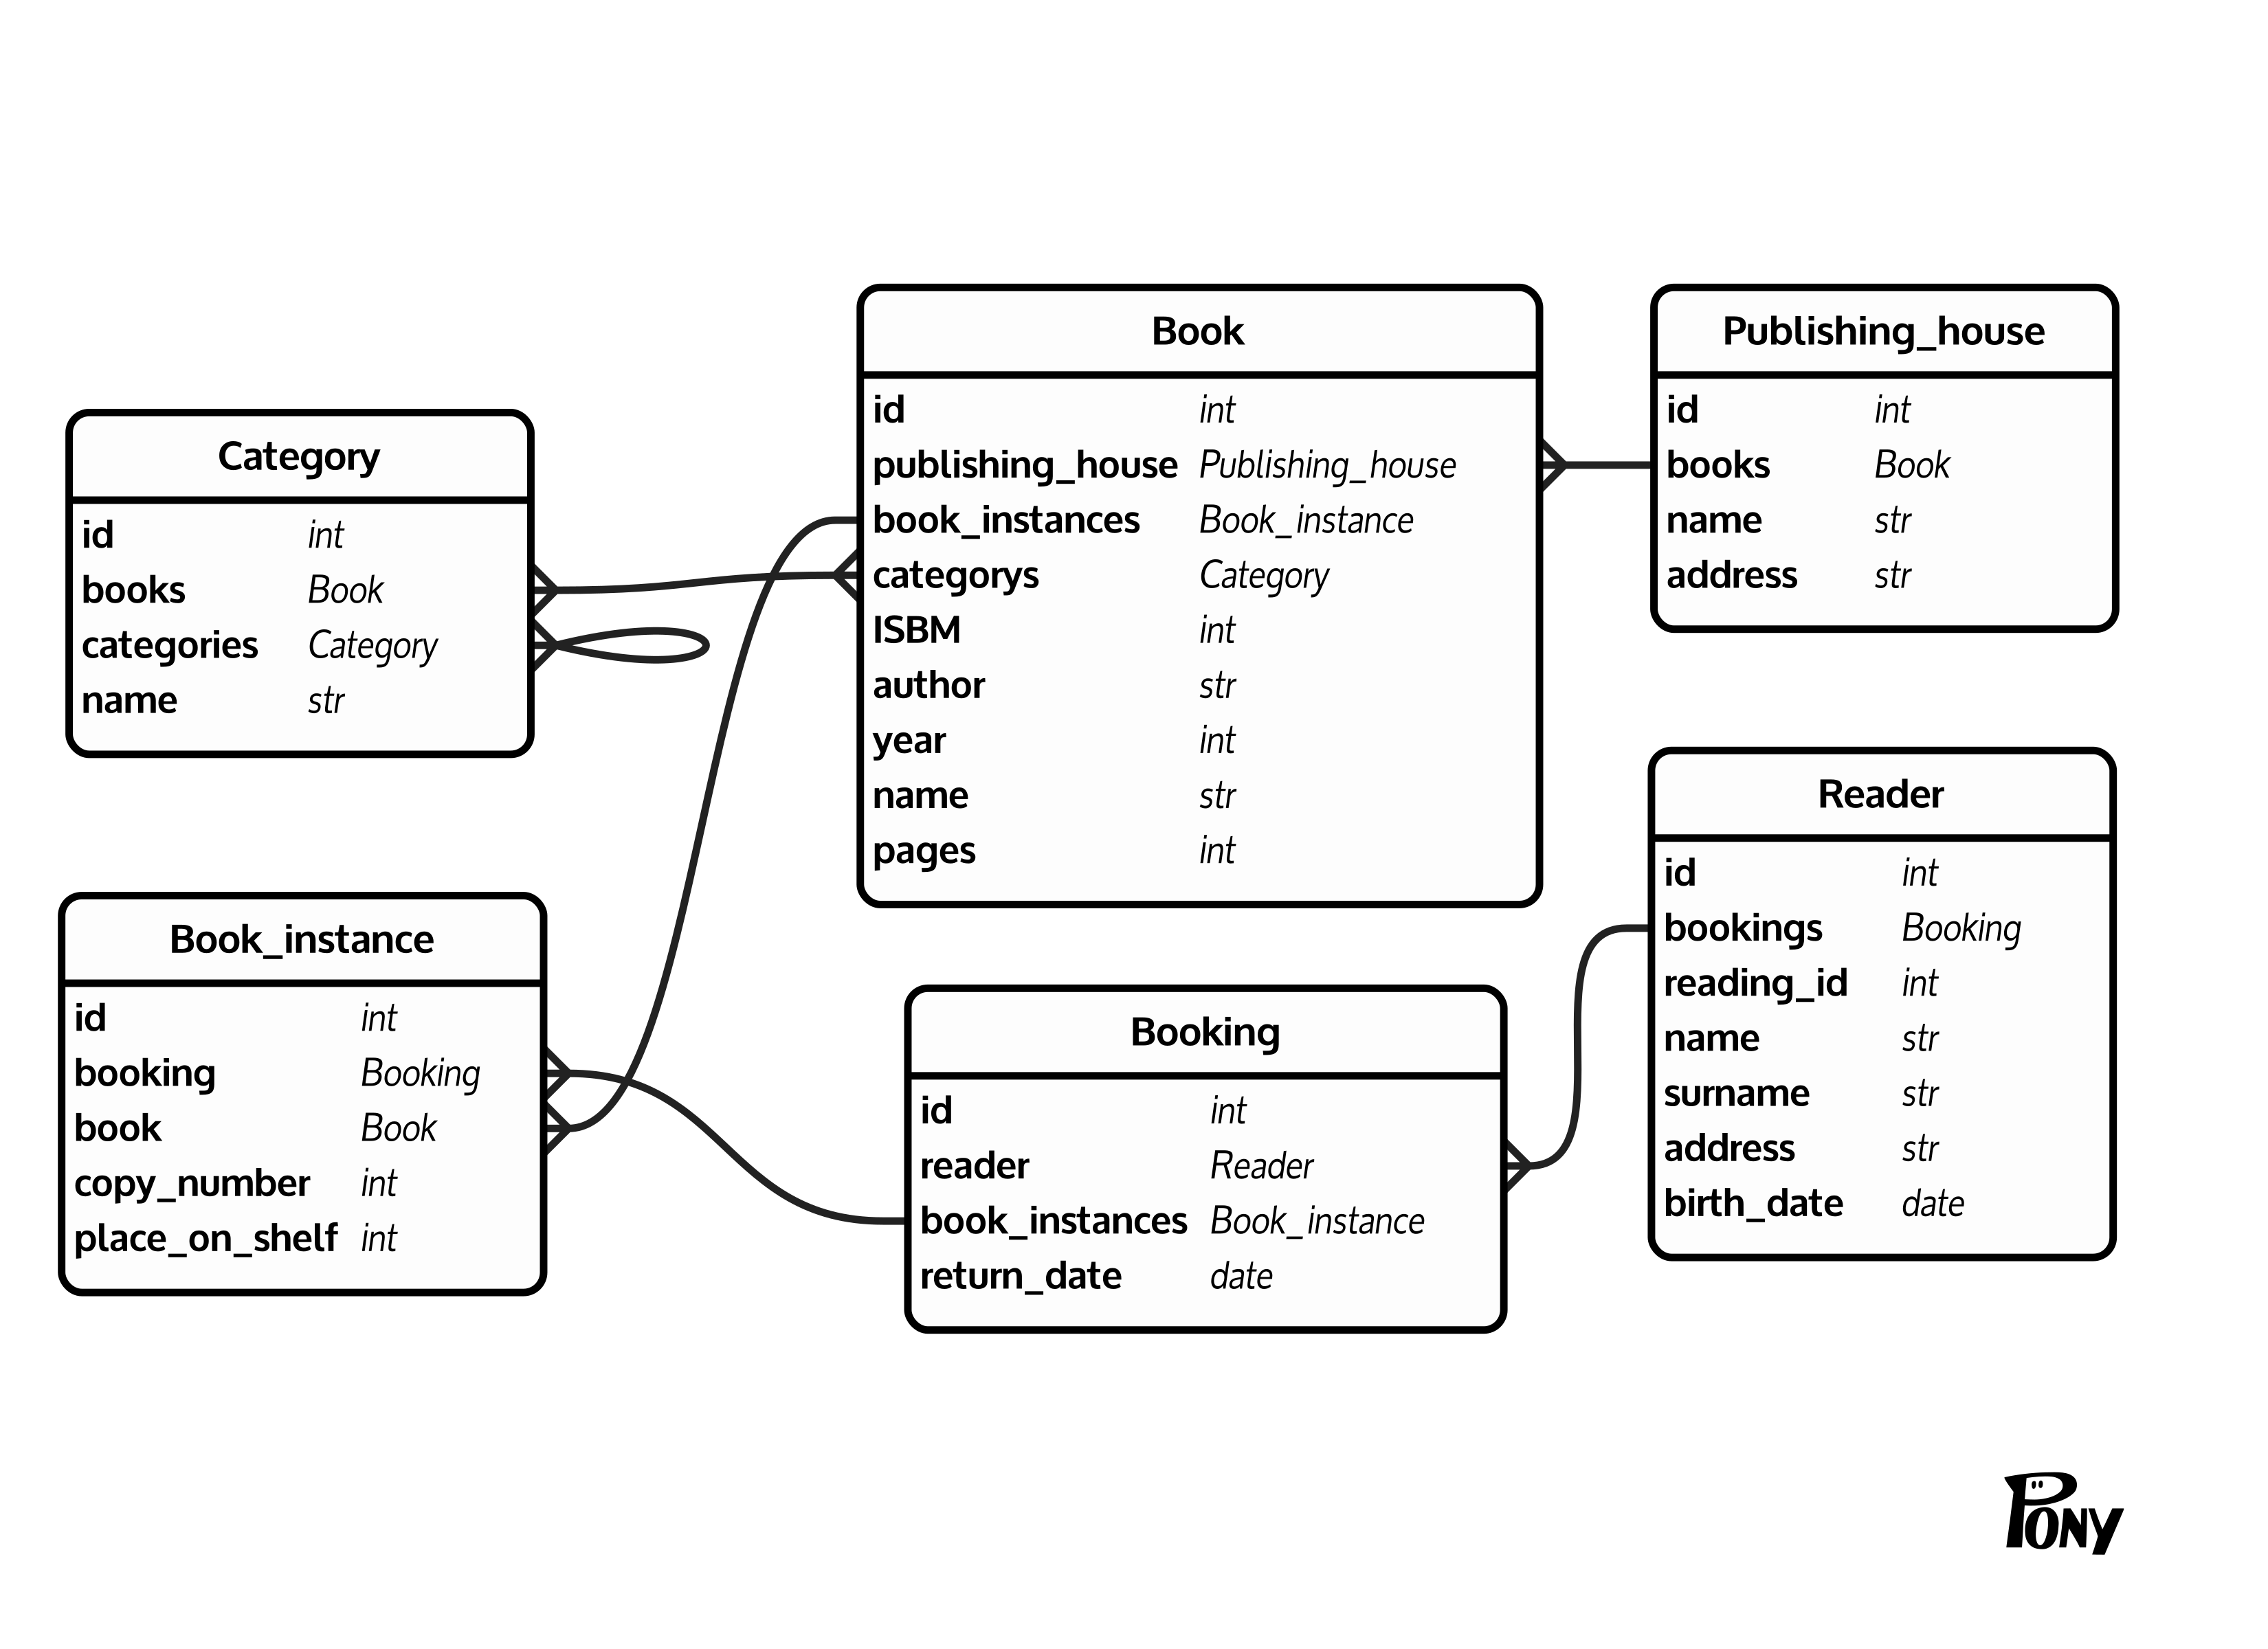 Category
id int
books Book
categories Category
name str
Book
id int
publishing_house Publishing_house
book_instances Book_instance
categorys Category
ISBM int
author str
year int
name str
pages int
Publishing_house
id int
books Book
name str
address str
Book_instance
id int
booking Booking
book Book
copy_number int
place_on_shelf int
Booking
id int
reader Reader
book_instances Book_instance
return_date date
Reader
id int
bookings Booking
reading_id int
name str
surname str
address str
birth_date date
PONY